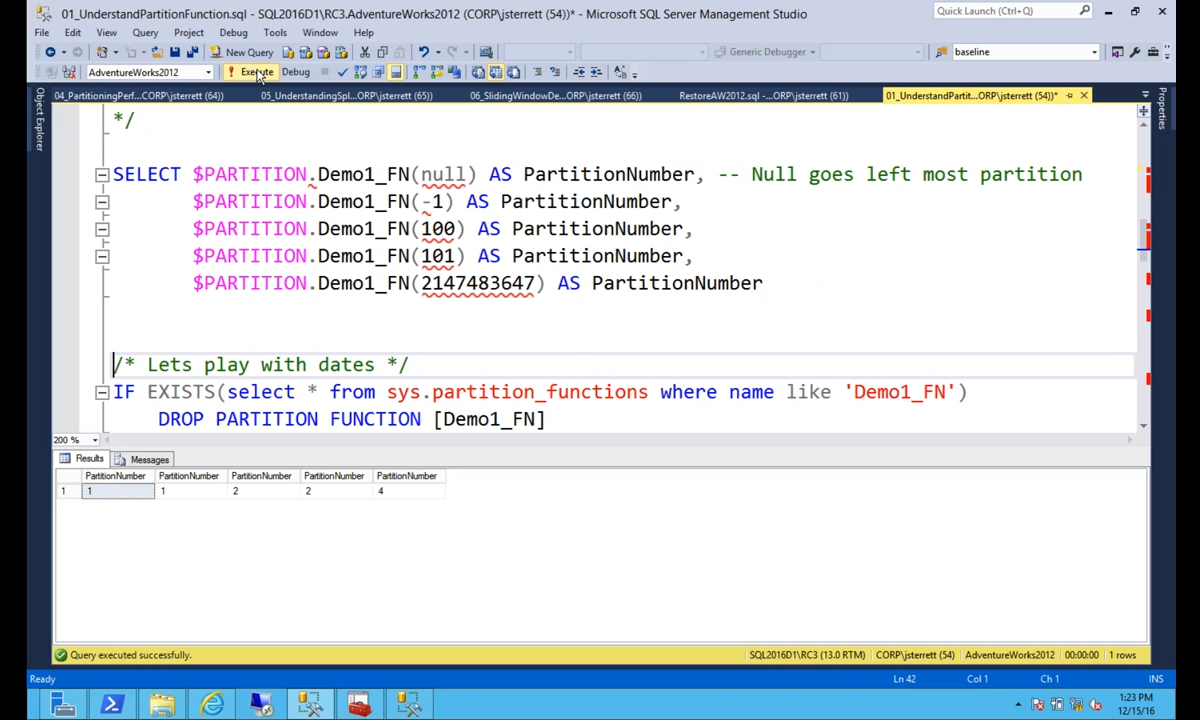 01_UnderstandPartitionFunction.sql - SQL2016D1\RC3.AdventureWorks2012 (CORP\jsterrett (54))* - Microsoft SQL Server Management Studio
Quick Launch (Ctrl+Q)
File Edit View Query Project Debug Tools Window Help
New Query
Generic Debugger
baseline
AdventureWorks2012
Execute
Debug
04_PartitioningPerf...CORP\jsterrett (64))
05_UnderstandingSpl...ORP\jsterrett (65))
06_SlidingWindowDe...ORP\jsterrett (66))
RestoreAW2012.sql -...ORP\jsterrett (61))
01_UnderstandPartit...ORP\jsterrett (54))*
Object Explorer
Properties
*/
SELECT $PARTITION.Demo1_FN(null) AS PartitionNumber, -- Null goes left most partition
$PARTITION.Demo1_FN(-1) AS PartitionNumber,
$PARTITION.Demo1_FN(100) AS PartitionNumber,
$PARTITION.Demo1_FN(101) AS PartitionNumber,
$PARTITION.Demo1_FN(2147483647) AS PartitionNumber
/* Lets play with dates */
IF EXISTS(select * from sys.partition_functions where name like 'Demo1_FN')
DROP PARTITION FUNCTION [Demo1_FN]
200 %
Results Messages
PartitionNumber PartitionNumber PartitionNumber PartitionNumber PartitionNumber
1 1 1 2 2 4
Query executed successfully.
SQL2016D1\RC3 (13.0 RTM) CORP\jsterrett (54) AdventureWorks2012 00:00:00 1 rows
Ready
Ln 42 Col 1 Ch 1 INS
1:23 PM
12/15/16